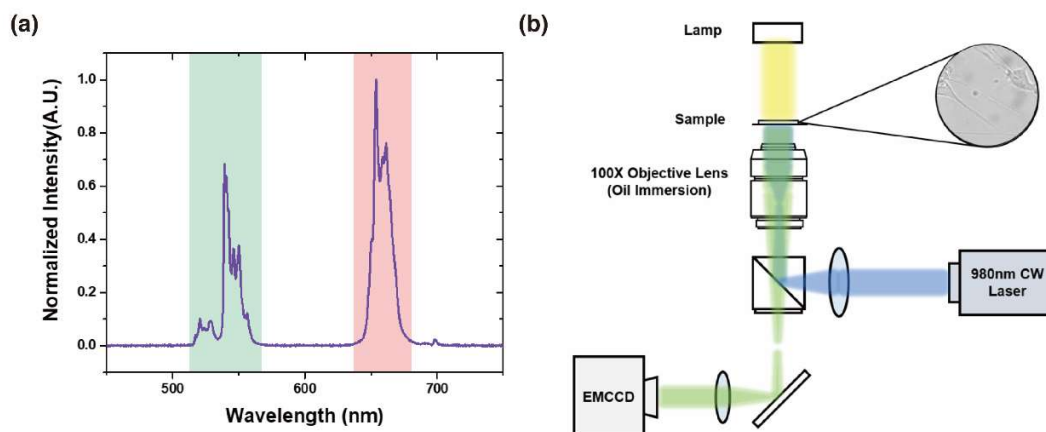 (a)
Normalized Intensity(A.U.)
1.0
0.8
0.6
0.4
0.2
0.0
500
600
700
Wavelength (nm)
(b)
Lamp
Sample
100X Objective Lens
(Oil Immersion)
980nm CW
Laser
EMCCD